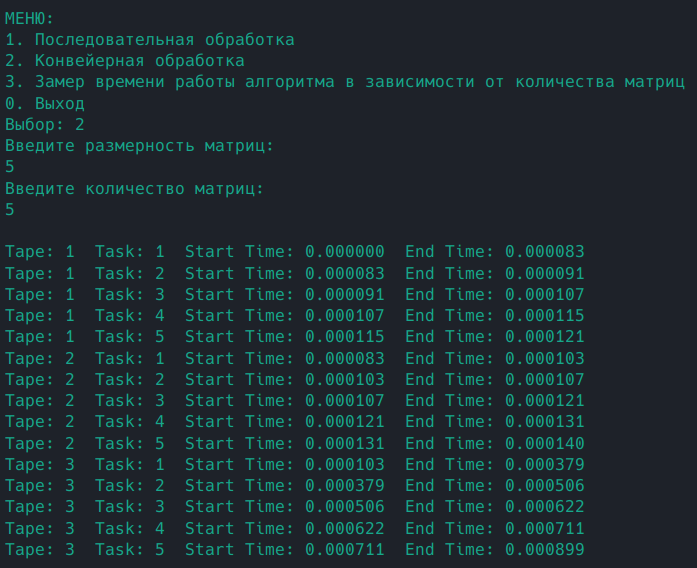 МЕНЮ:
1. Последовательная обработка
2. Конвейерная обработка
3. Замер времени работы алгоритма в зависимости от количества матриц
0. Выход
Выбор: 2
Введите размерность матриц:
5
Введите количество матриц:
5
Tape: 1  Task: 1  Start Time: 0.000000  End Time: 0.000083
Tape: 1  Task: 2  Start Time: 0.000083  End Time: 0.000091
Tape: 1  Task: 3  Start Time: 0.000091  End Time: 0.000107
Tape: 1  Task: 4  Start Time: 0.000107  End Time: 0.000115
Tape: 1  Task: 5  Start Time: 0.000115  End Time: 0.000121
Tape: 2  Task: 1  Start Time: 0.000083  End Time: 0.000103
Tape: 2  Task: 2  Start Time: 0.000103  End Time: 0.000107
Tape: 2  Task: 3  Start Time: 0.000107  End Time: 0.000121
Tape: 2  Task: 4  Start Time: 0.000121  End Time: 0.000131
Tape: 2  Task: 5  Start Time: 0.000131  End Time: 0.000140
Tape: 3  Task: 1  Start Time: 0.000103  End Time: 0.000379
Tape: 3  Task: 2  Start Time: 0.000379  End Time: 0.000506
Tape: 3  Task: 3  Start Time: 0.000506  End Time: 0.000622
Tape: 3  Task: 4  Start Time: 0.000622  End Time: 0.000711
Tape: 3  Task: 5  Start Time: 0.000711  End Time: 0.000899